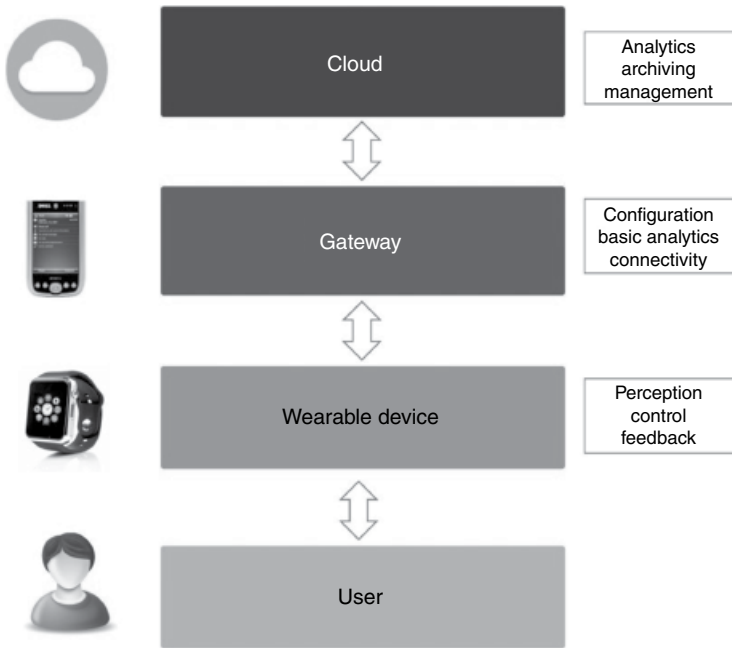 Cloud
Analytics
archiving
management
Gateway
Configuration
basic analytics
connectivity
Wearable device
Perception
control
feedback
User